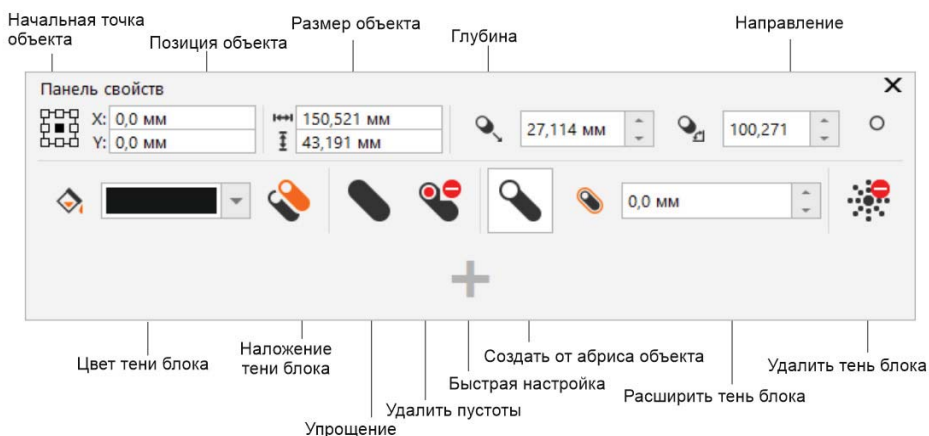 Начальная точка
объекта
Позиция объекта
Размер объекта
Глубина
Направление
Панель свойств
X: 0,0 мм
Y: 0,0 мм
150,521 мм
43,191 мм
27,114 мм
100,271
0,0 мм
Цвет тени блока
Наложение
тени блока
Упрощение
Удалить пустоты
Быстрая настройка
Создать от абриса объекта
Расширить тень блока
Удалить тень блока